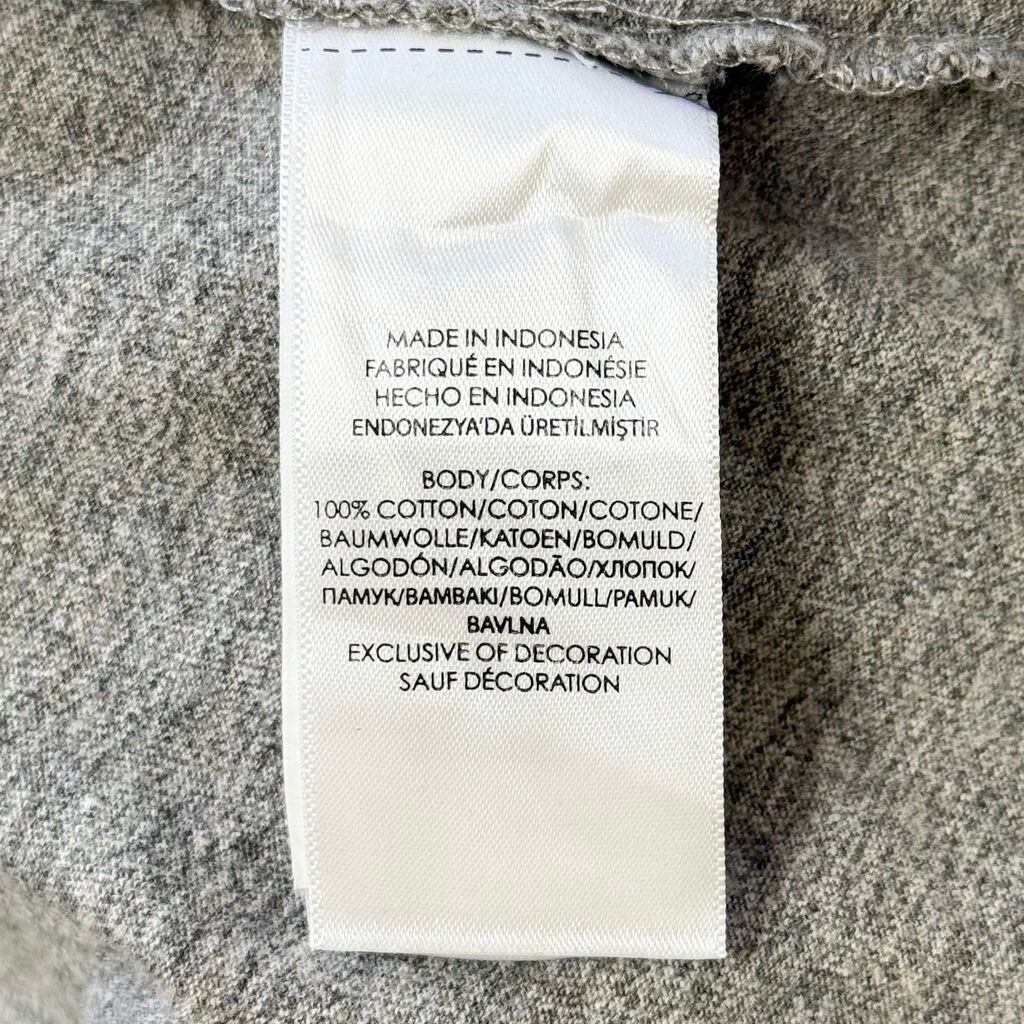 MADE IN INDONESIA
FABRIQUÉ EN INDONÉSIE
HECHO EN INDONESIA
ENDONEZYA'DA ÜRETİLMİŞTİR
BODY/CORPS:
100% COTTON/COTON/COTONE/
BAUMWOLLE/KATOEN/BOMULD/
ALGODÓN/ALGODÃO/ХЛОПОК/
ПАМУК/ΒΑΜΒΑΚΙ/BOMULL/PAMUK/
BAVLNA
EXCLUSIVE OF DECORATION
SAUF DÉCORATION